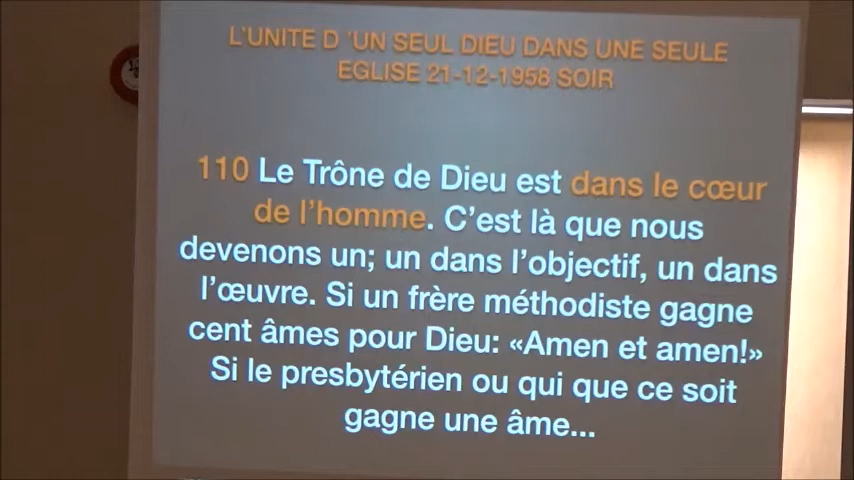 L'UNITE D 'UN SEUL DIEU DANS UNE SEULE
EGLISE 21-12-1958 SOIR
110 Le Trône de Dieu est dans le cœur
de l'homme. C'est là que nous
devenons un; un dans l'objectif, un dans
l'œuvre. Si un frère méthodiste gagne
cent âmes pour Dieu: «Amen et amen!»
Si le presbytérien ou qui que ce soit
gagne une âme...